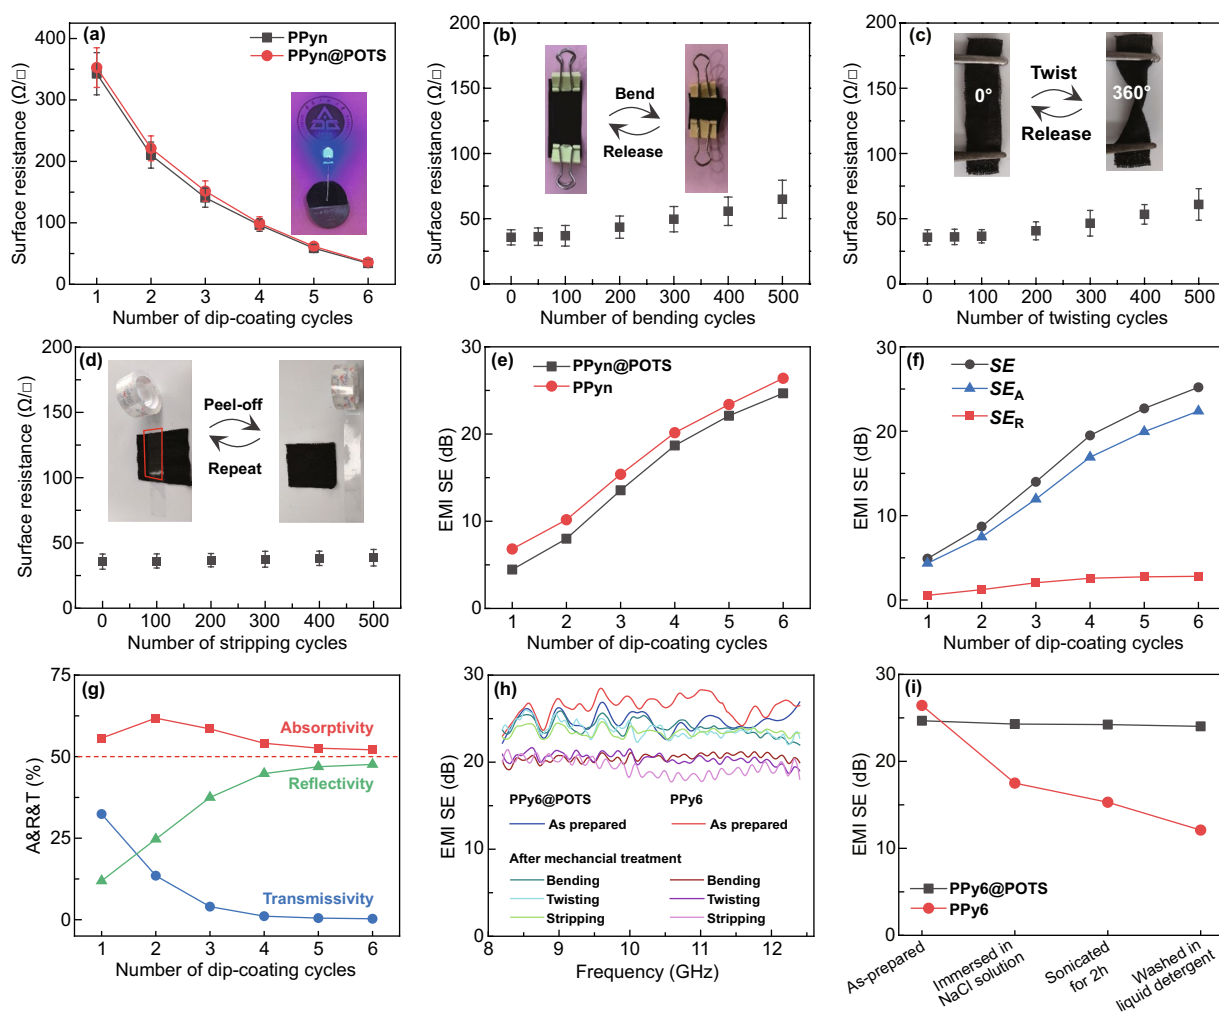 (a)
PPyn
PPyn@POTS
400
350
300
250
200
150
100
50
0
1 2 3 4 5 6
Surface resistance (Ω/□)
Number of dip-coating cycles
(b)
200
150
100
50
0
Bend
Release
0 100 200 300 400 500
Surface resistance (Ω/□)
Number of bending cycles
(c)
200
150
100
50
0
0°
Twist
Release
360°
0 100 200 300 400 500
Surface resistance (Ω/□)
Number of twisting cycles
(d)
200
150
100
50
0
Peel-off
Repeat
0 100 200 300 400 500
Surface resistance (Ω/□)
Number of stripping cycles
(e)
PPyn@POTS
PPyn
30
20
10
0
1 2 3 4 5 6
EMI SE (dB)
Number of dip-coating cycles
(f)
SE
SEA
SER
30
20
10
0
1 2 3 4 5 6
EMI SE (dB)
Number of dip-coating cycles
(g)
75
50
25
0
Absorptivity
Reflectivity
Transmissivity
1 2 3 4 5 6
A&R&T (%)
Number of dip-coating cycles
(h)
30
20
10
0
PPy6@POTS PPy6
As prepared As prepared
After mechancial treatment
Bending Bending
Twisting Twisting
Stripping Stripping
8 9 10 11 12
EMI SE (dB)
Frequency (GHz)
(i)
30
20
10
0
PPy6@POTS
PPy6
EMI SE (dB)
As-prepared
Immersed in
NaCl solution
Sonicated
for 2h
Washed in
liquid detergent